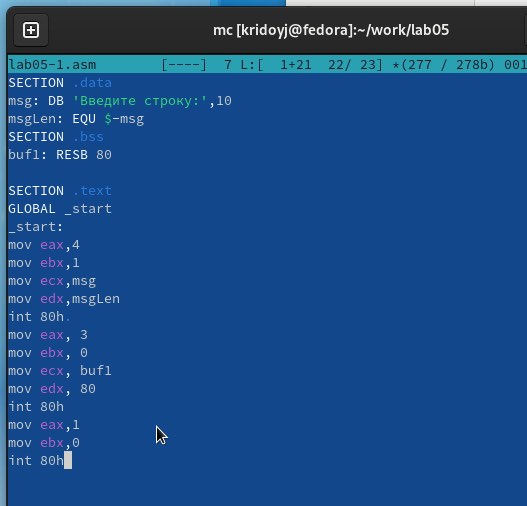 mc [kridoyj@fedora]:~/work/lab05
lab05-1.asm [----] 7 L:[ 1+21 22/ 23] *(277 / 278b) 001
SECTION .data
msg: DB 'Введите строку:',10
msgLen: EQU $-msg
SECTION .bss
buf1: RESB 80
SECTION .text
GLOBAL _start
_start:
mov eax,4
mov ebx,1
mov ecx,msg
mov edx,msgLen
int 80h
mov eax, 3
mov ebx, 0
mov ecx, buf1
mov edx, 80
int 80h
mov eax,1
mov ebx,0
int 80h